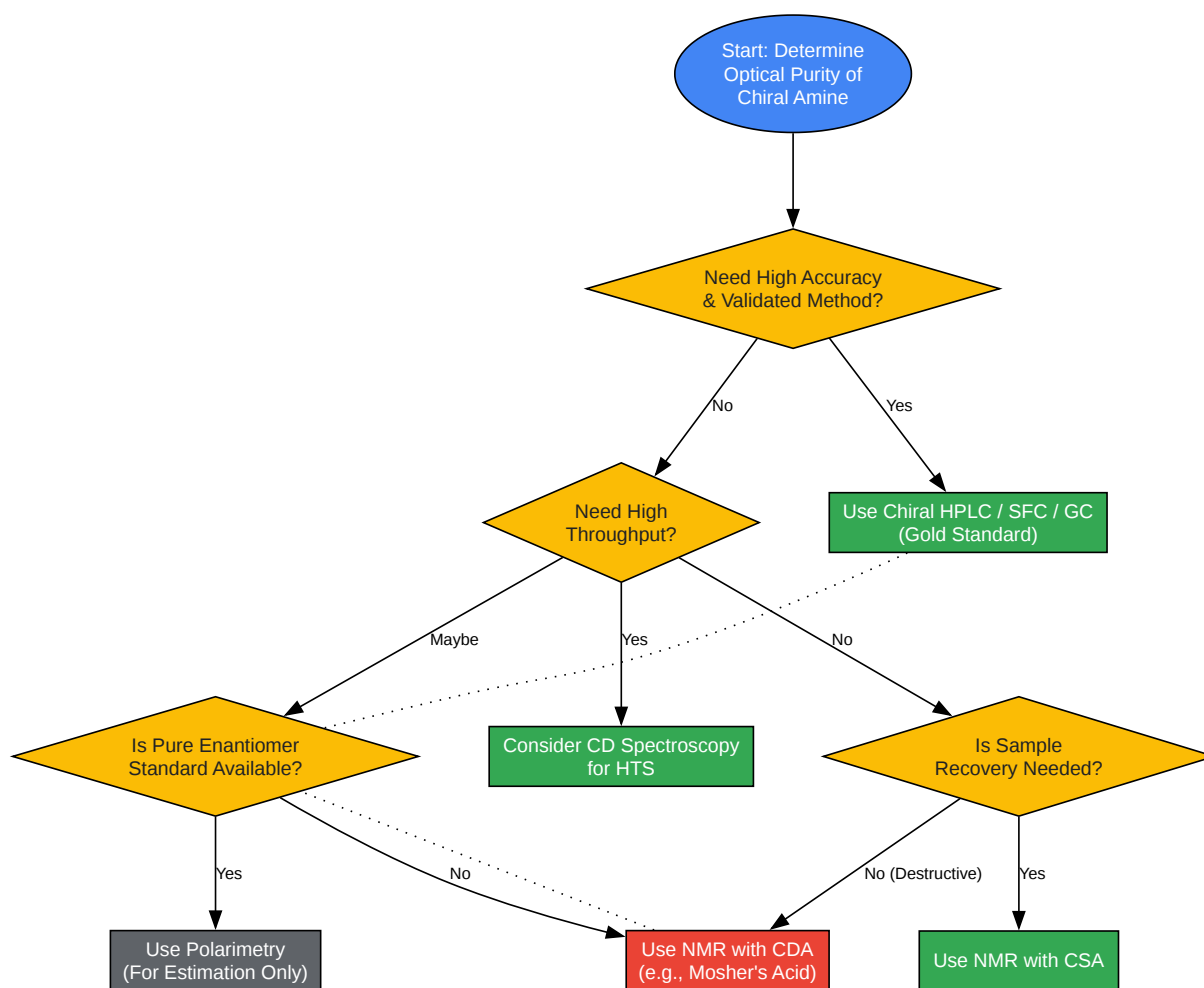 Start: Determine
Optical Purity of
Chiral Amine
Need High Accuracy
& Validated Method?
No
Yes
Need High
Throughput?
Use Chiral HPLC / SFC / GC
(Gold Standard)
Maybe
Yes
No
Is Pure Enantiomer
Standard Available?
Consider CD Spectroscopy
for HTS
Is Sample
Recovery Needed?
Yes
No
No (Destructive)
Yes
Use Polarimetry
(For Estimation Only)
Use NMR with CDA
(e.g., Mosher's Acid)
Use NMR with CSA